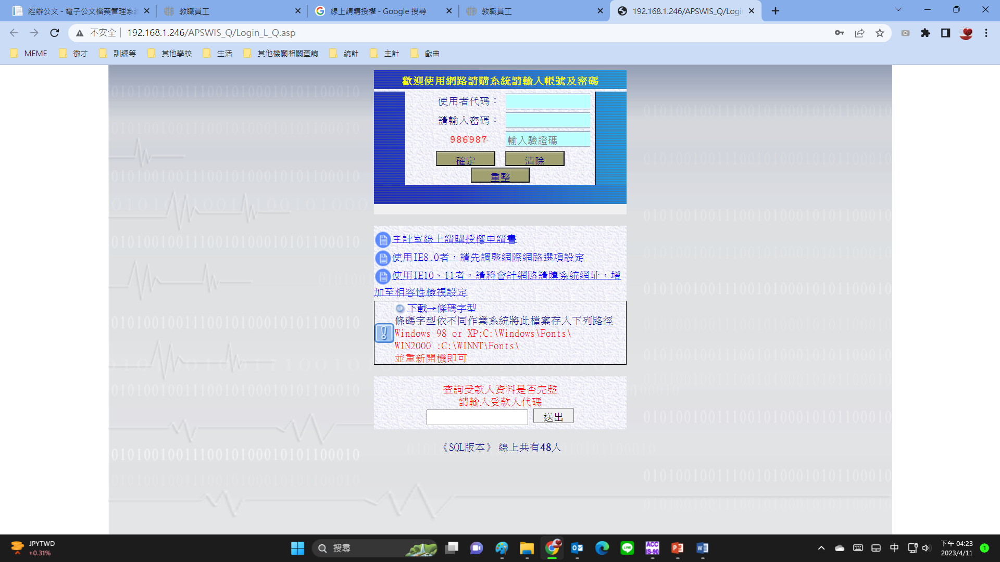 經辦公文 - 電子公文檔案管理系統
教職員工
線上請購授權 - Google 搜尋
教職員工
192.168.1.246/APSWIS_Q/Logi
不安全
192.168.1.246/APSWIS_Q/Login_L_Q.asp
MEME
徵才
訓練等
其他學校
生活
其他機關相關查詢
統計
主計
戲曲
歡迎使用網路請購系統請輸入帳號及密碼
使用者代碼：
請輸入密碼：
986987
輸入驗證碼
確定
清除
重整
主計室線上請購授權申請書
使用IE8.0者，請先調整網際網路選項設定
使用IE10、11者，請將會計網路請購系統網址，增
加至相容性檢視設定
下載→條碼字型
條碼字型依不同作業系統將此檔案存入下列路徑
Windows 98 or XP:C:\Windows\Fonts\
WIN2000 :C:\WINNT\Fonts\
並重新開機即可
查詢受款人資料是否完整
請輸入受款人代碼
送出
《SQL版本》 線上共有48人
JPYTWD
+0.31%
搜尋
ACC
IS-90
中
下午 04:23
2023/4/11
1